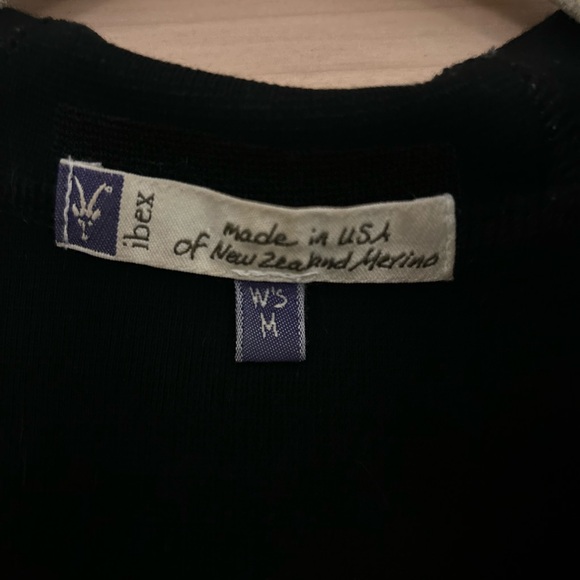 ibex
made in USA
of New Zealand Merino
W'S
M